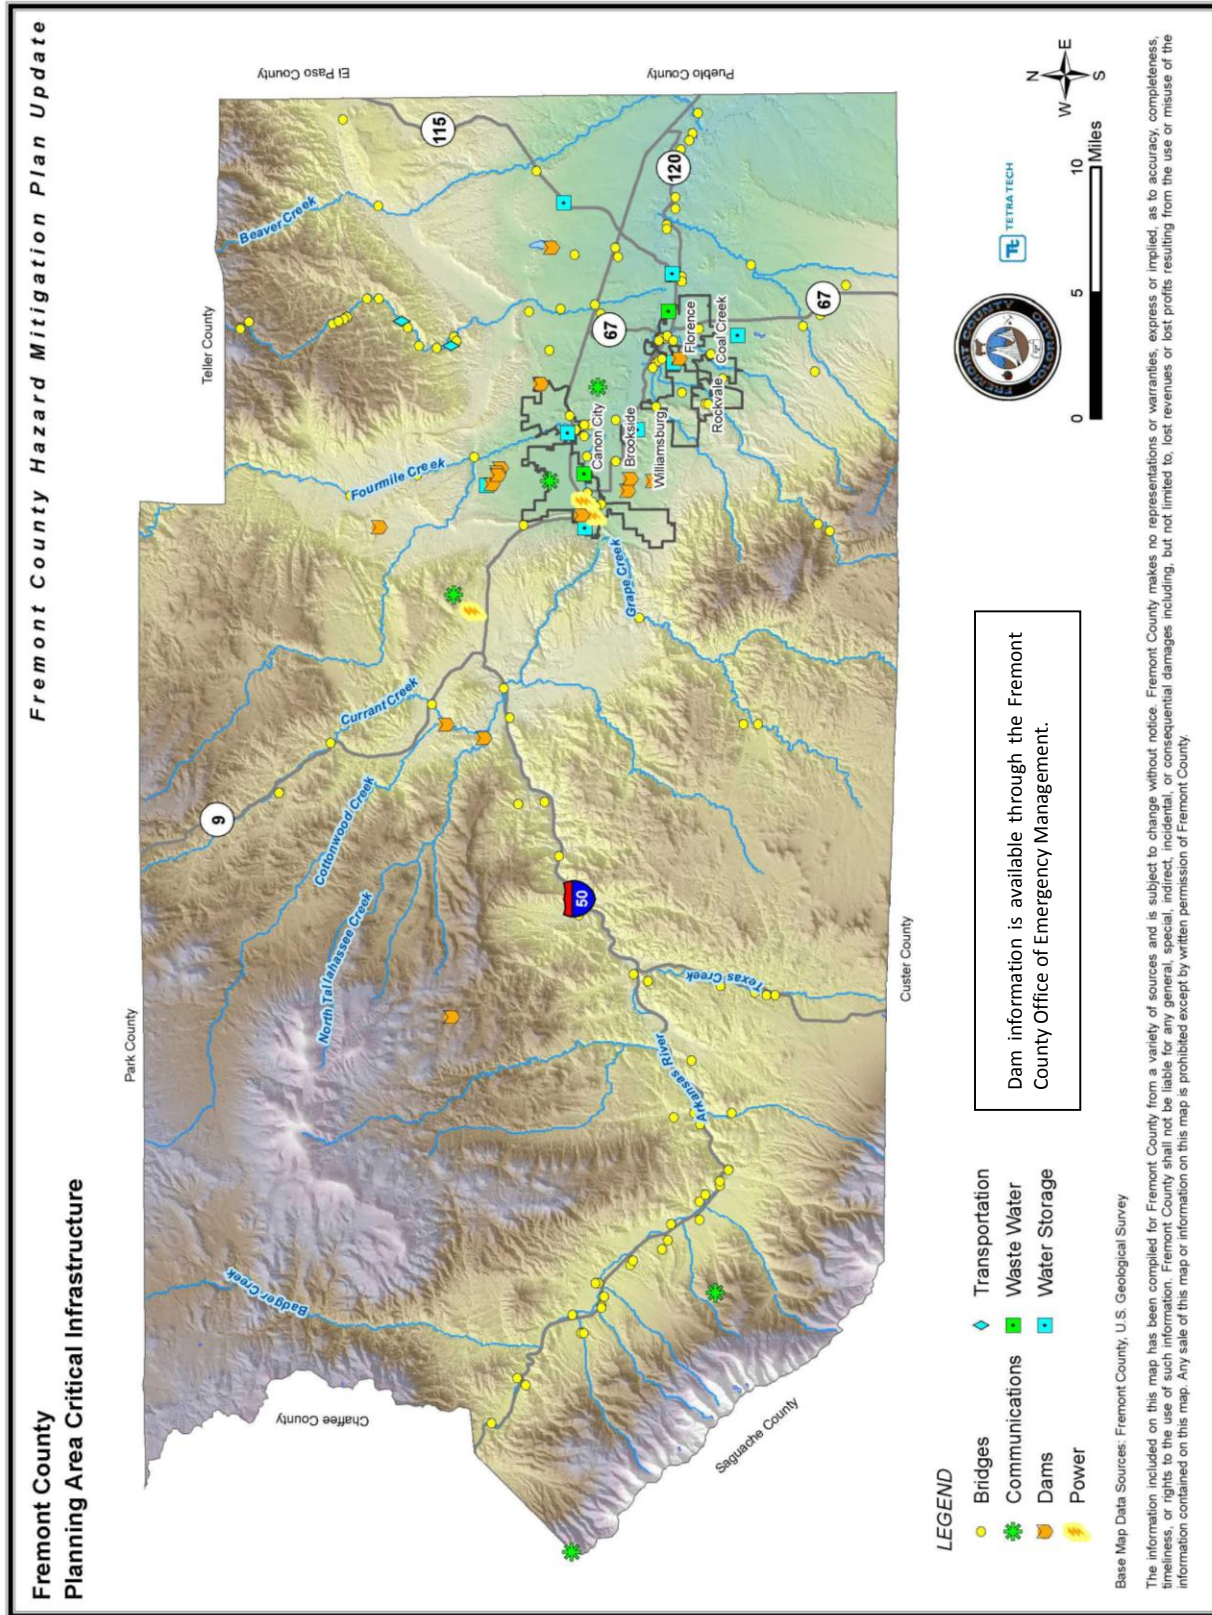 Fremont County Hazard Mitigation Plan Update
Fremont County
Planning Area Critical Infrastructure
Park County
Teller County
El Paso County
Pueblo County
Chaffee County
Saguache County
Custer County
9
115
120
67
67
50
Badger Creek
North Tallahassee Creek
Cottonwood Creek
Currant Creek
Fourmile Creek
Beaver Creek
Grape Creek
Texas Creek
Arkansas River
Canon City
Brookside
Williamsburg
Florence
Coal Creek
Rockvale
LEGEND
Bridges
Communications
Dams
Power
Transportation
Waste Water
Water Storage
Dam information is available through the Fremont
County Office of Emergency Management.
FREMONT COUNTY
COLORADO
Tt
TETRA TECH
N
W
E
S
0
5
10
Miles
Base Map Data Sources: Fremont County, U.S. Geological Survey
The information included on this map has been compiled for Fremont County from a variety of sources and is subject to change without notice. Fremont County makes no representations or warranties, express or implied, as to accuracy, completeness,
timeliness, or rights to the use of such information. Fremont County shall not be liable for any general, special, indirect, incidental, or consequential damages including, but not limited to, lost revenues or lost profits resulting from the use or misuse of the
information contained on this map. Any sale of this map or information on this map is prohibited except by written permission of Fremont County.